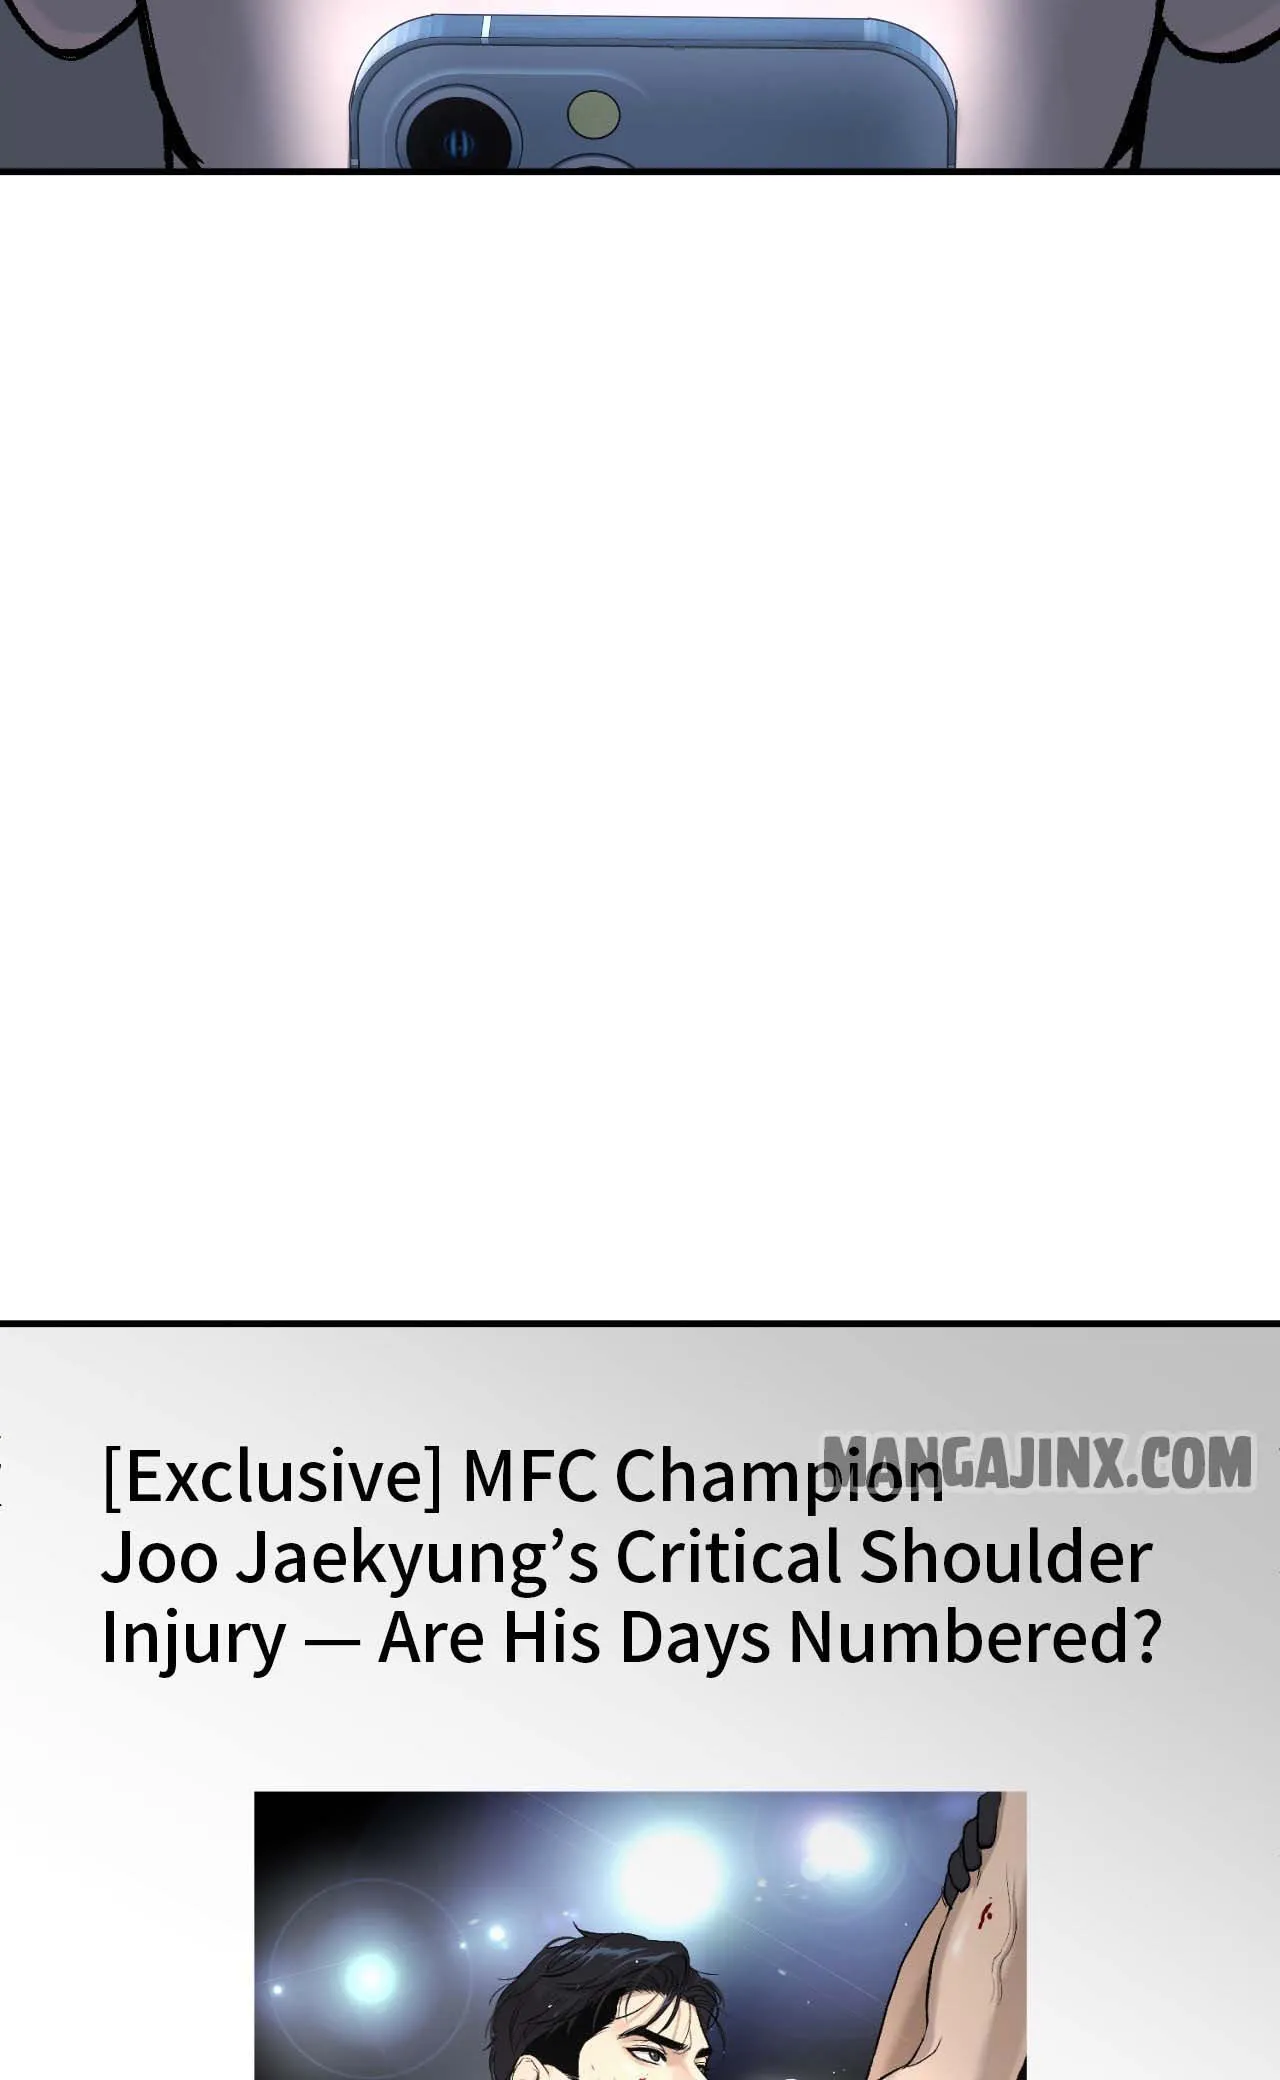 [Exclusive] MFC Champion
MANGAJINX.COM
Joo Jaekyung’s Critical Shoulder
Injury — Are His Days Numbered?